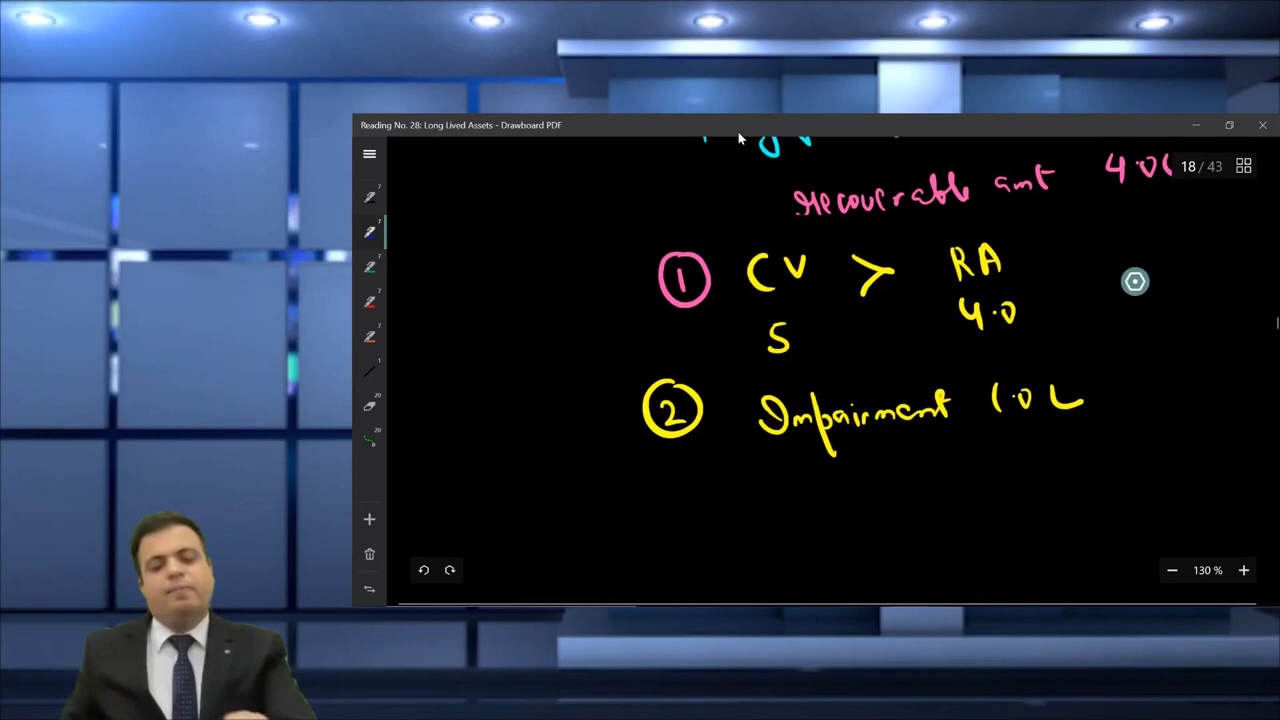 Reading No. 28: Long Lived Assets - Drawboard PDF
18 / 43
recoverable amt 4.0L
① CV > RA
5 4.0
② Impairment 1.0 L
130 %